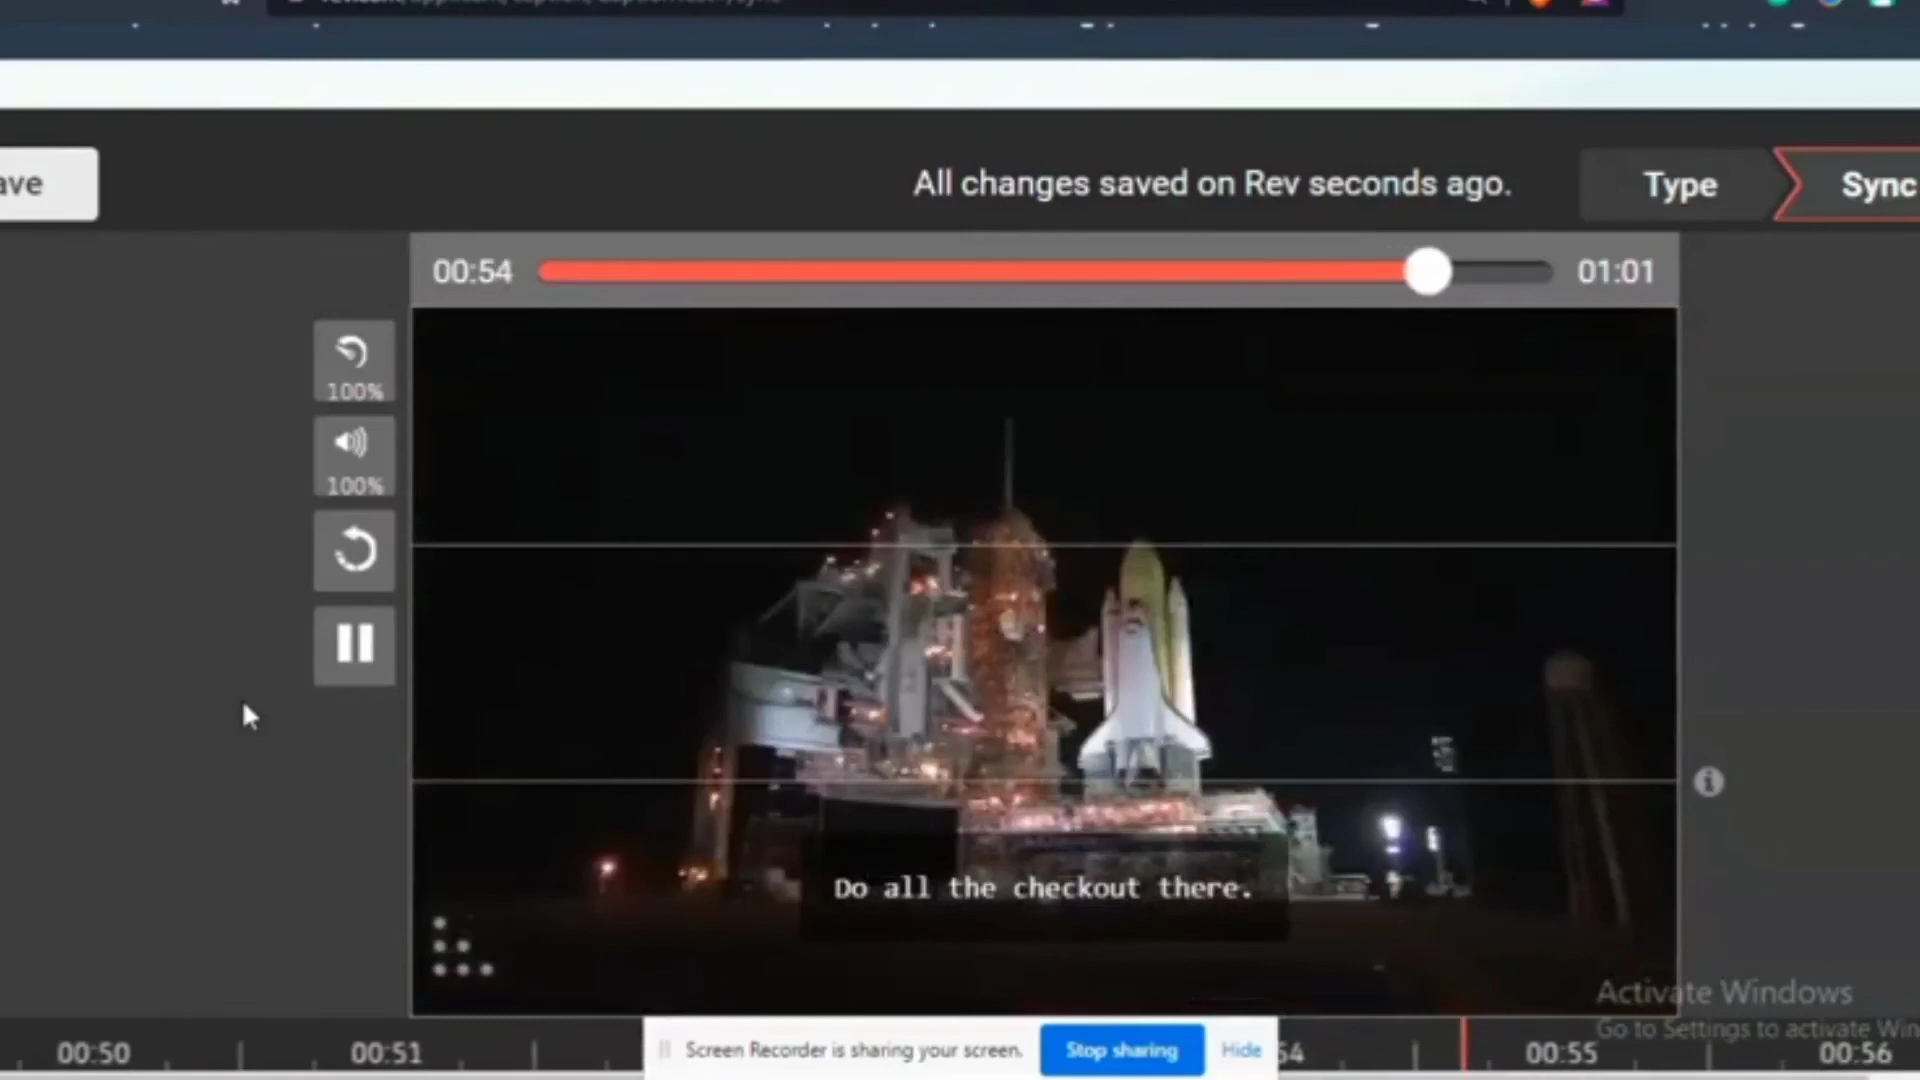 ave
All changes saved on Rev seconds ago.
Type
Sync
00:54
01:01
100%
100%
Do all the checkout there.
Activate Windows
Go to Settings to activate Win
00:50
00:51
Screen Recorder is sharing your screen.
Stop sharing
Hide
54
00:55
00:56